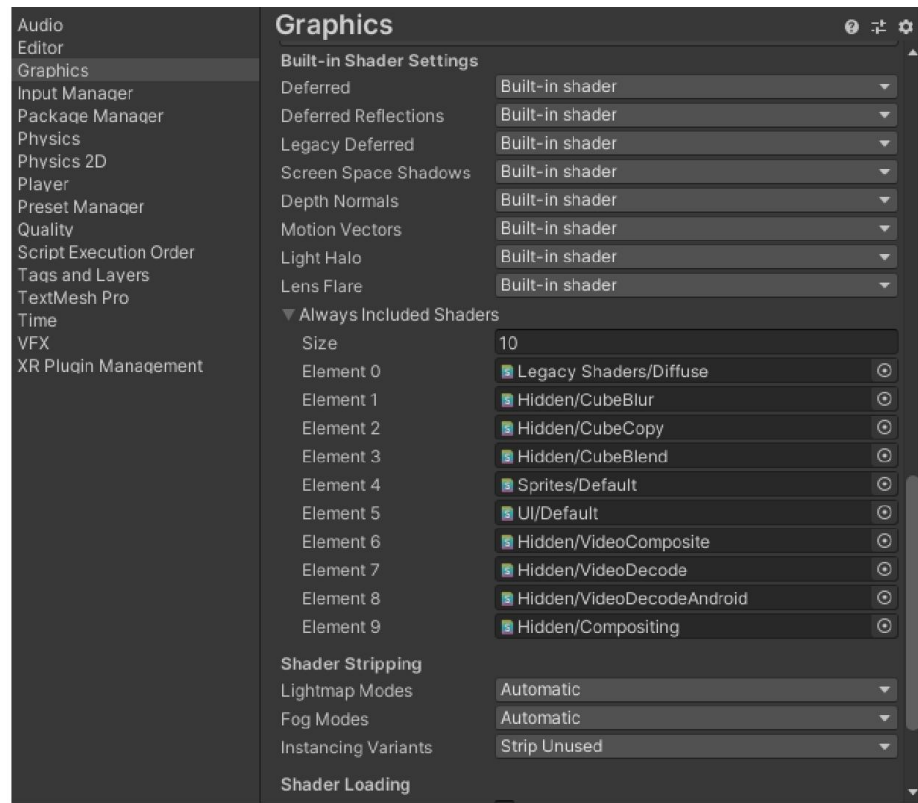 Audio
Editor
Graphics
Input Manager
Package Manager
Physics
Physics 2D
Player
Preset Manager
Quality
Script Execution Order
Tags and Layers
TextMesh Pro
Time
VFX
XR Plugin Management
Graphics
Built-in Shader Settings
Deferred Built-in shader
Deferred Reflections Built-in shader
Legacy Deferred Built-in shader
Screen Space Shadows Built-in shader
Depth Normals Built-in shader
Motion Vectors Built-in shader
Light Halo Built-in shader
Lens Flare Built-in shader
Always Included Shaders
Size 10
Element 0 Legacy Shaders/Diffuse
Element 1 Hidden/CubeBlur
Element 2 Hidden/CubeCopy
Element 3 Hidden/CubeBlend
Element 4 Sprites/Default
Element 5 UI/Default
Element 6 Hidden/VideoComposite
Element 7 Hidden/VideoDecode
Element 8 Hidden/VideoDecodeAndroid
Element 9 Hidden/Compositing
Shader Stripping
Lightmap Modes Automatic
Fog Modes Automatic
Instancing Variants Strip Unused
Shader Loading